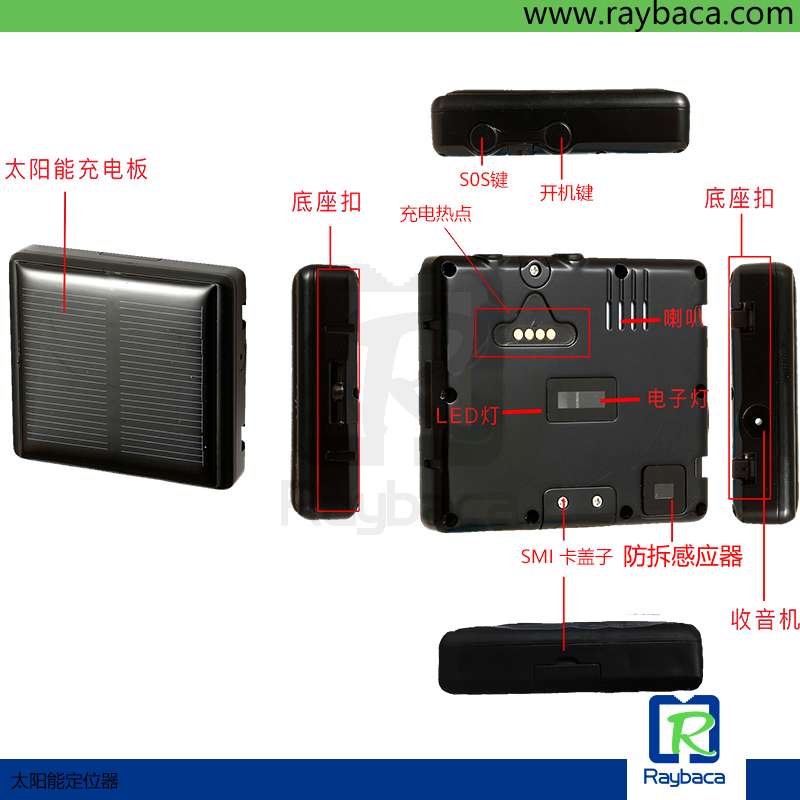 www.raybaca.com
太阳能充电板
SOS键
开机键
底座扣
充电热点
底座扣
喇叭
LED灯
电子灯
Raybaca
SMI 卡盖子
防拆感应器
收音机
Raybaca
太阳能定位器